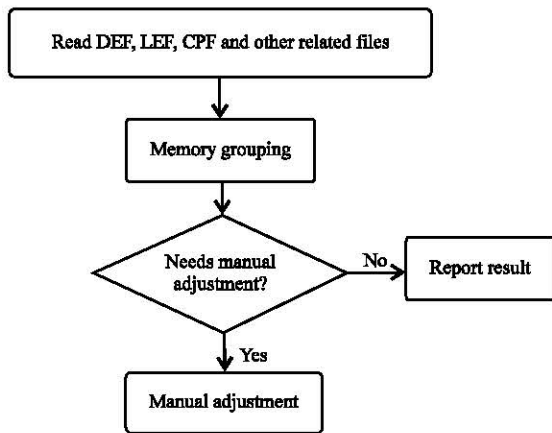 Read DEF, LEF, CPF and other related files
Memory grouping
Needs manual
adjustment?
No
Report result
Yes
Manual adjustment